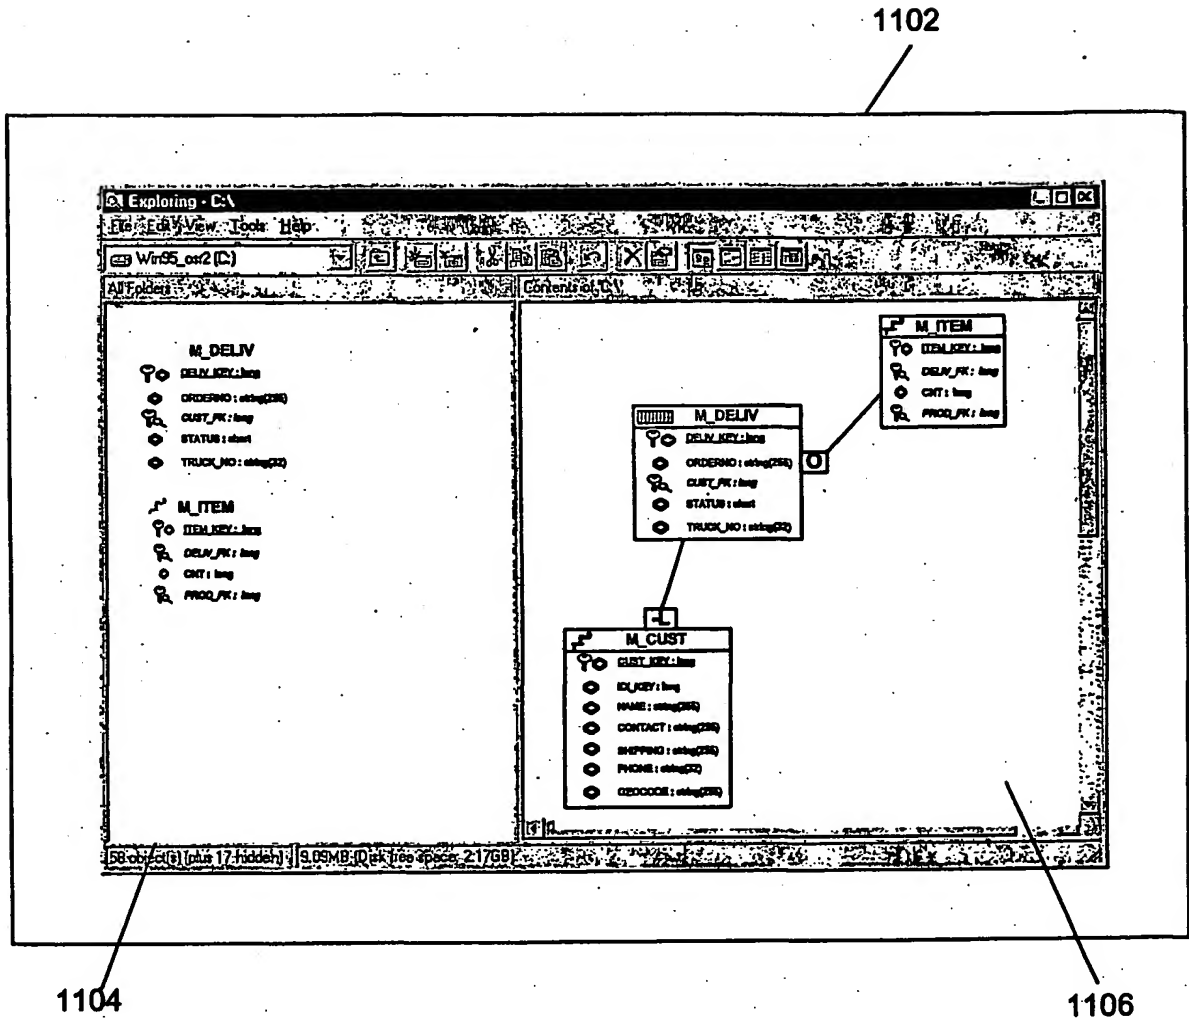 1102
Exploring - C:\
File Edit View Tools Help
Win95_osr2 (C:)
All Folders
Contents of 'C:\'
M_DELIV
DELIV_KEY : long
ORDERNO : string(255)
CUST_FK : long
STATUS : short
TRUCK_NO : string(32)
M_ITEM
ITEM_KEY : long
DELIV_FK : long
CNT : long
PROD_FK : long
M_ITEM
ITEM_KEY : long
DELIV_FK : long
CNT : long
PROD_FK : long
M_DELIV
DELIV_KEY : long
ORDERNO : string(255)
CUST_FK : long
STATUS : short
TRUCK_NO : string(32)
M_CUST
CUST_KEY : long
NAME : string(255)
CONTACT : string(255)
SHIPPING : string(255)
PHONE : string(32)
GEOCODE : string(255)
58 object(s) (plus 17 hidden)
9.09MB (Disk free space: 2.17GB)
1104
1106